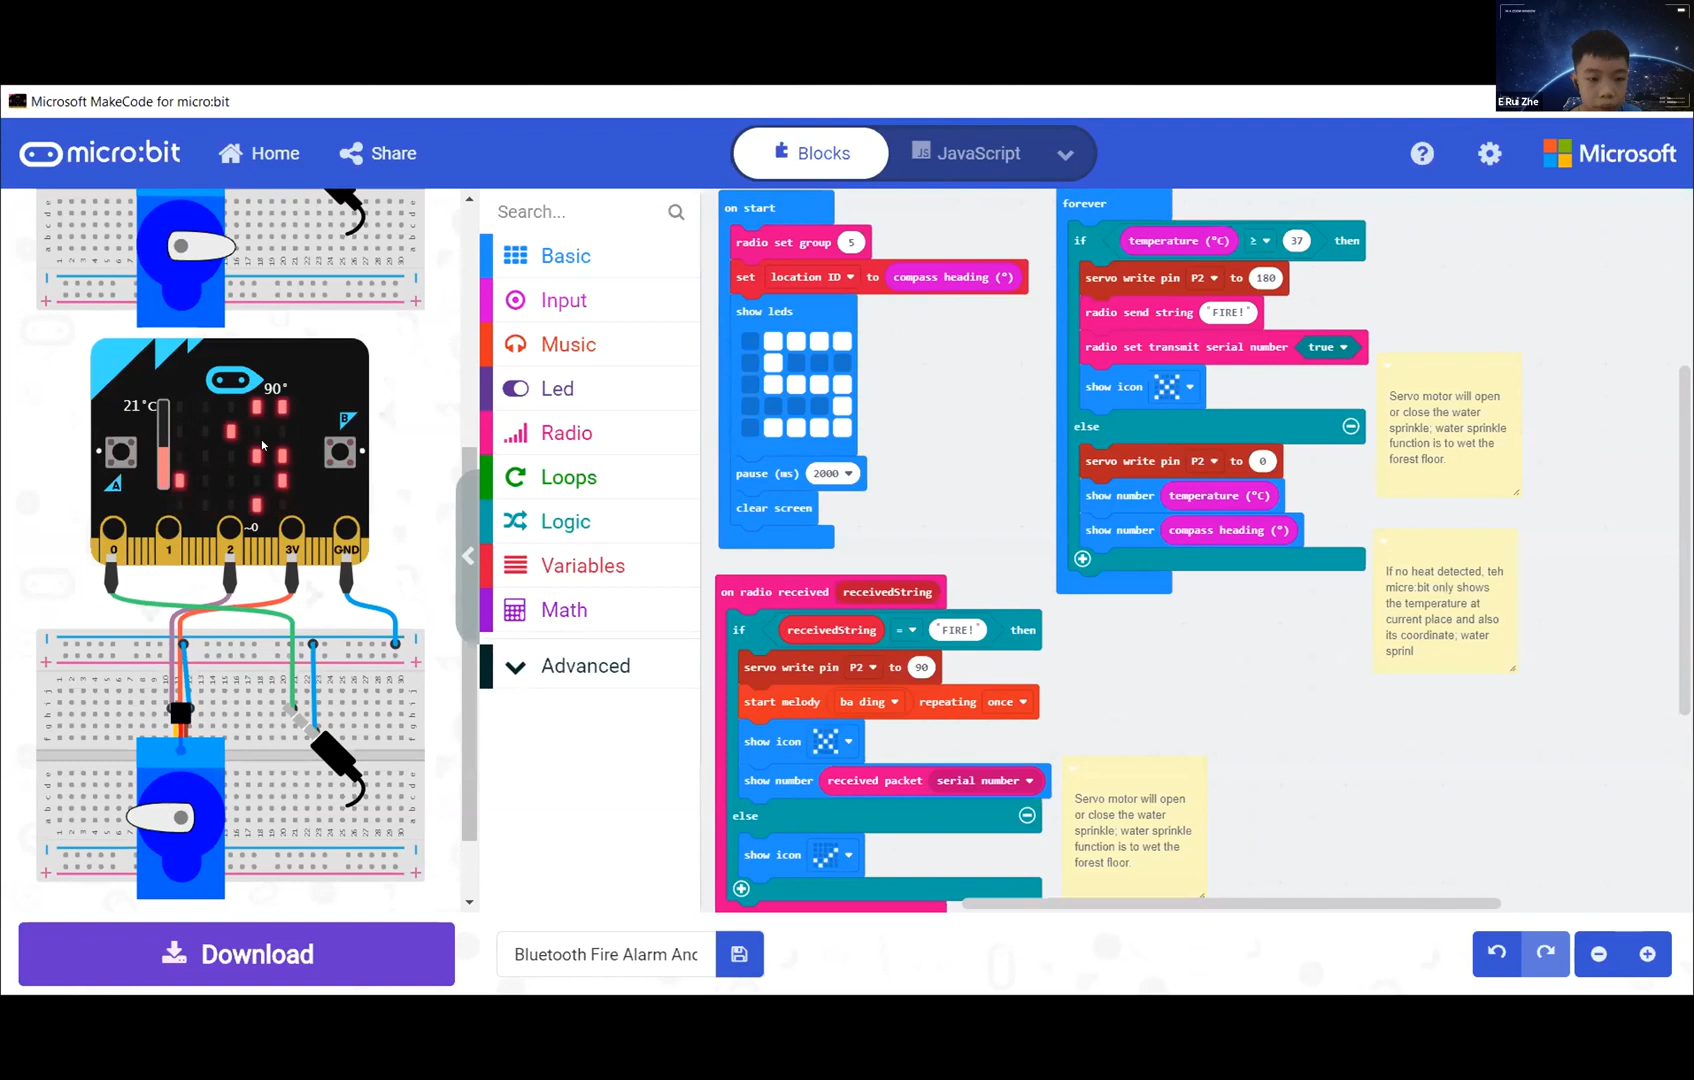 E Rui Zhe
Microsoft MakeCode for micro:bit
micro:bit
Home
Share
Blocks
JavaScript
Microsoft
Search...
Basic
Input
Music
Led
Radio
Loops
Logic
Variables
Math
Advanced
21°C
90°
A
B
~0
0 1 2 3V GND
on start
radio set group 5
set location ID to compass heading (°)
show leds
pause (ms) 2000
clear screen
forever
if temperature (°C) ≥ 37 then
servo write pin P2 to 180
radio send string "FIRE!"
radio set transmit serial number true
show icon
else
servo write pin P2 to 0
show number temperature (°C)
show number compass heading (°)
on radio received receivedString
if receivedString = "FIRE!" then
servo write pin P2 to 90
start melody ba ding repeating once
show icon
show number received packet serial number
else
show icon
Servo motor will open
or close the water
sprinkle; water sprinkle
function is to wet the
forest floor.
If no heat detected, teh
micre:bit only shows
the temperature at
current place and also
its coordinate; water
sprinl
Servo motor will open
or close the water
sprinkle; water sprinkle
function is to wet the
forest floor.
Download
Bluetooth Fire Alarm Anc